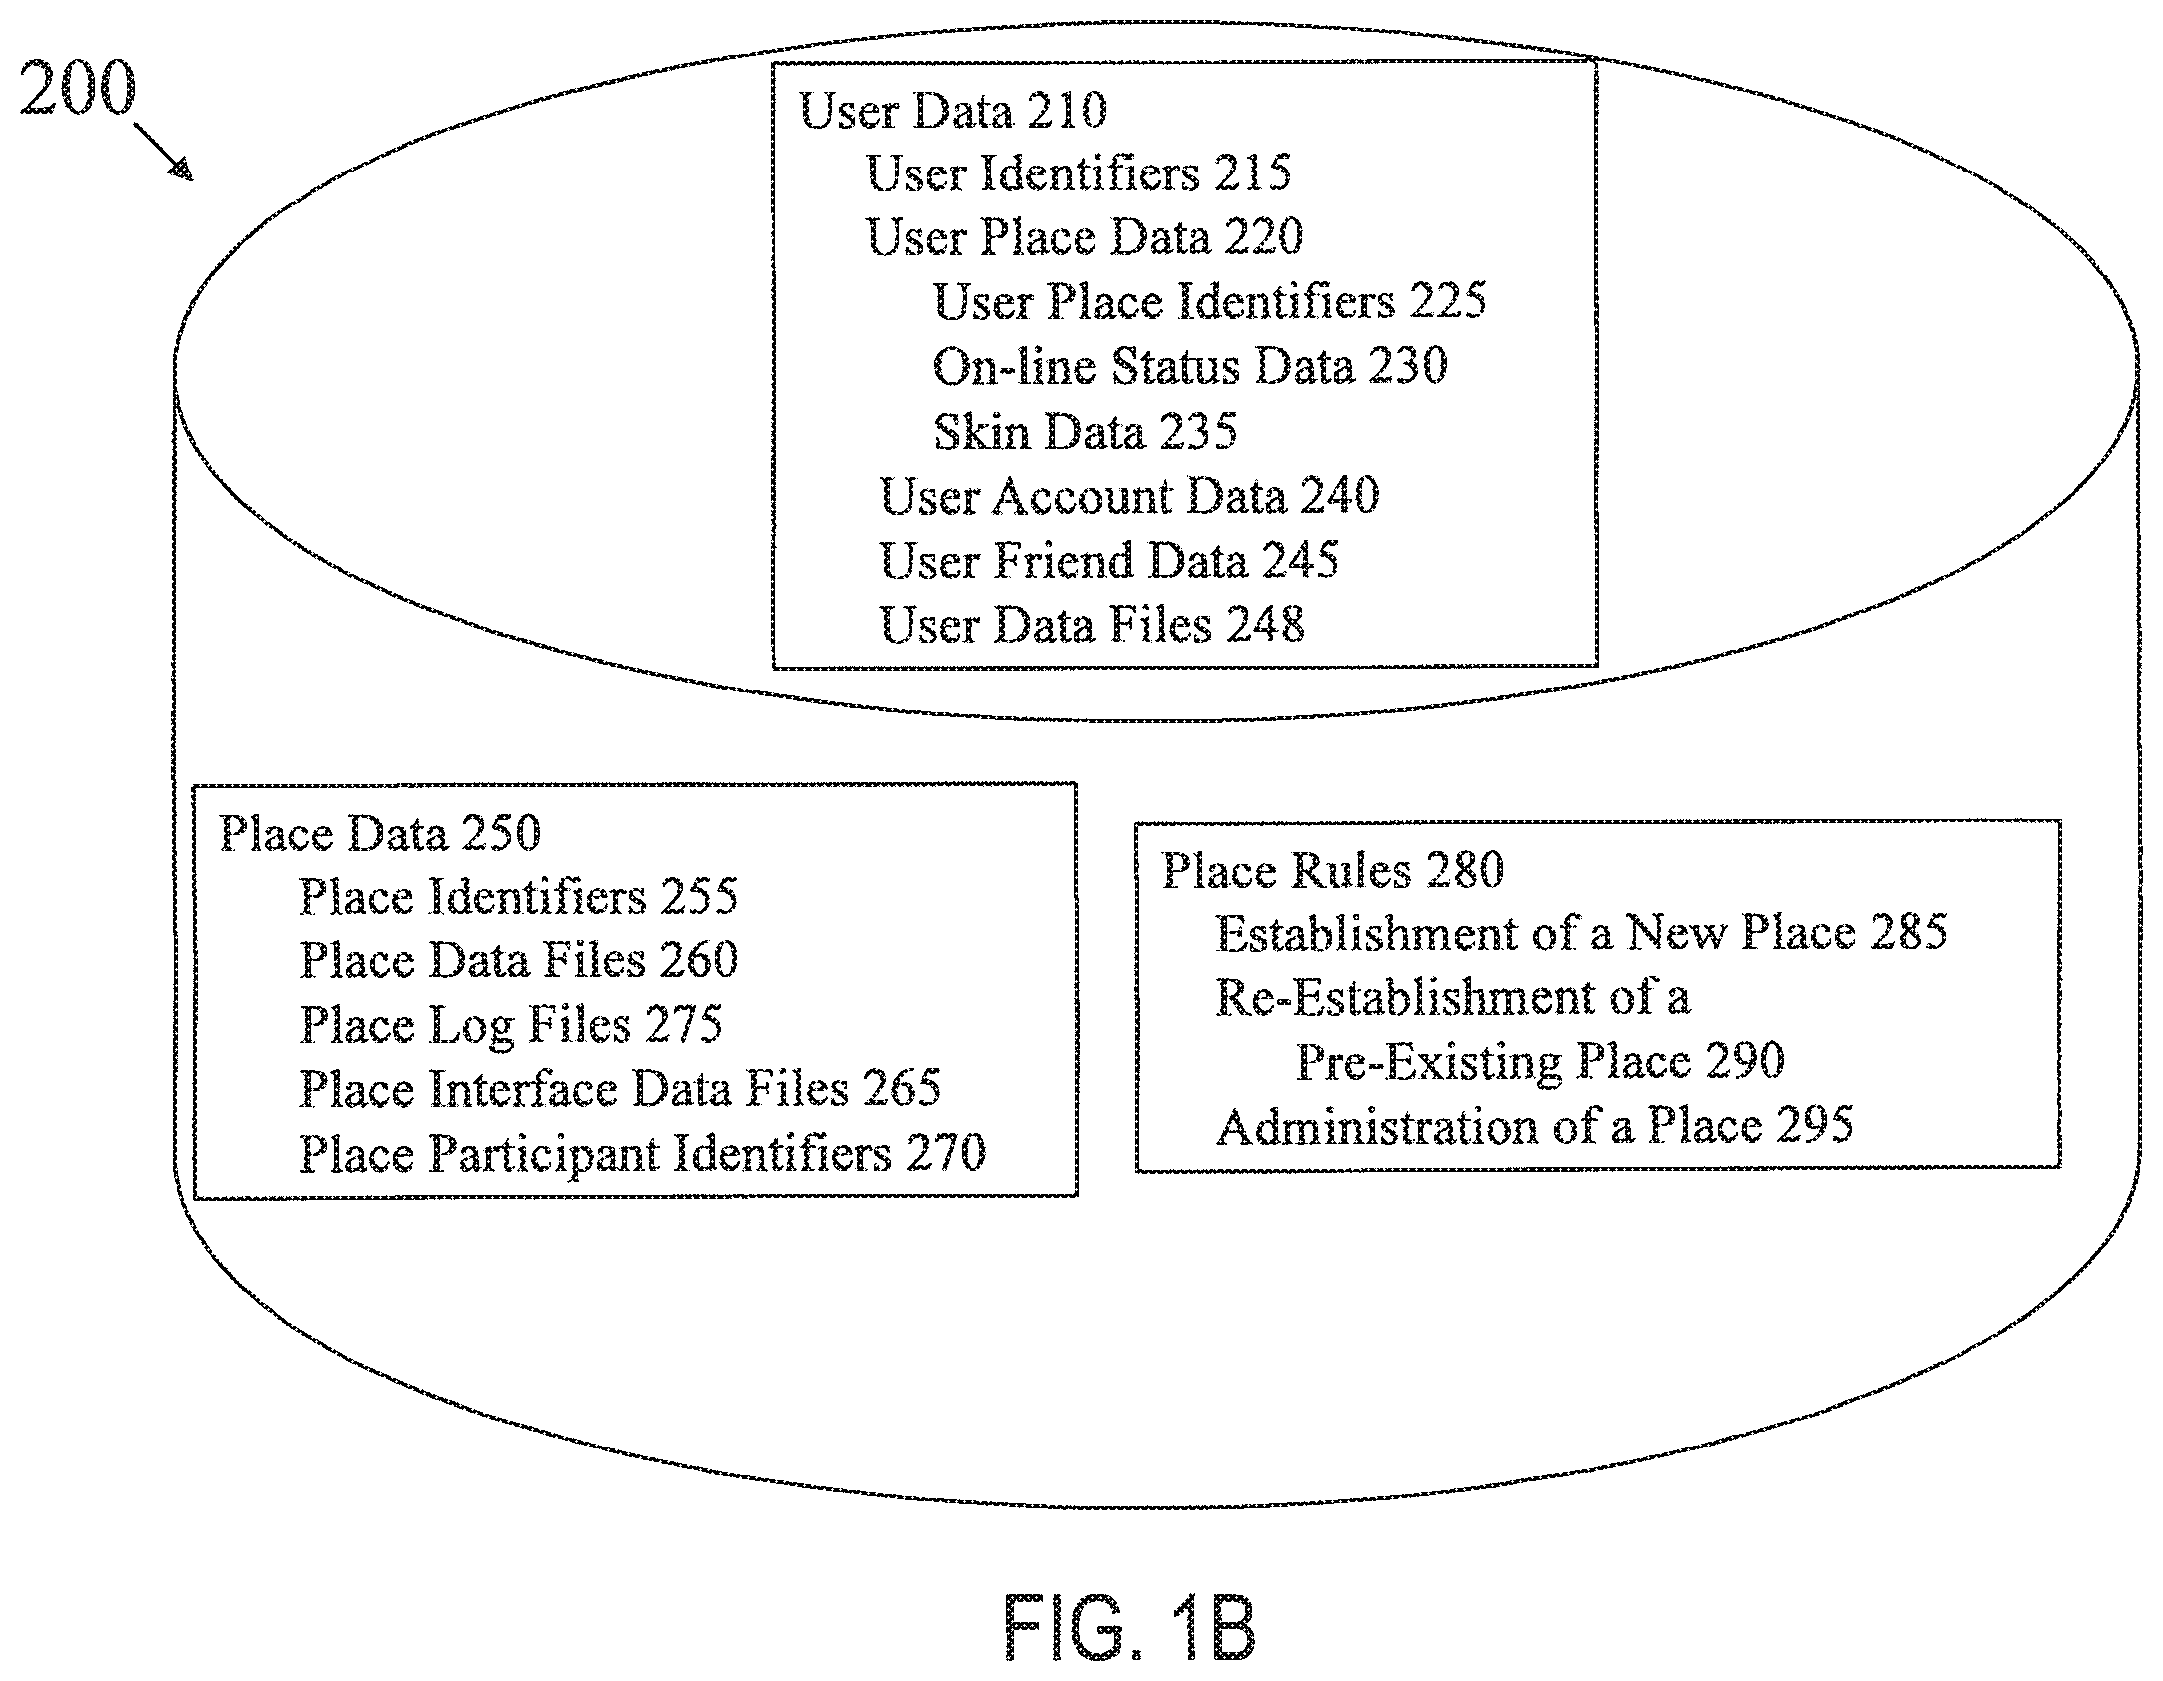 200
User Data 210
User Identifiers 215
User Place Data 220
User Place Identifiers 225
On-line Status Data 230
Skin Data 235
User Account Data 240
User Friend Data 245
User Data Files 248
Place Data 250
Place Identifiers 255
Place Data Files 260
Place Log Files 275
Place Interface Data Files 265
Place Participant Identifiers 270
Place Rules 280
Establishment of a New Place 285
Re-Establishment of a
Pre-Existing Place 290
Administration of a Place 295
FIG. 1B